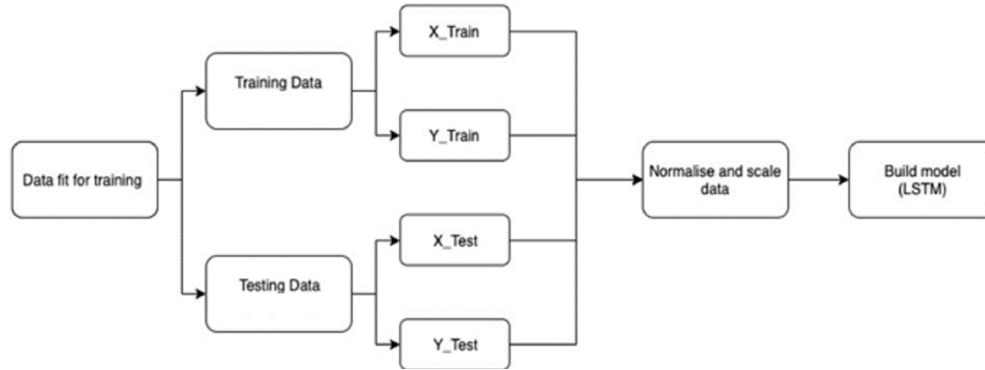 Data fit for training
Training Data
Testing Data
X_Train
Y_Train
X_Test
Y_Test
Normalise and scale
data
Build model
(LSTM)